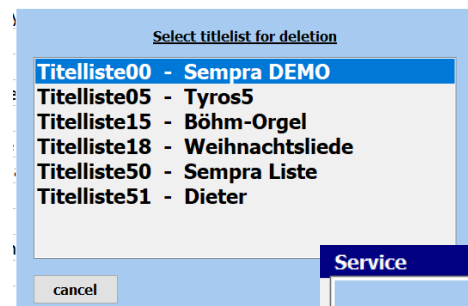 Select titlelist for deletion
Titelliste00 - Sempra DEMO
Titelliste05 - Tyros5
Titelliste15 - Böhm-Orgel
Titelliste18 - Weihnachtsliede
Titelliste50 - Sempra Liste
Titelliste51 - Dieter
Service
cancel